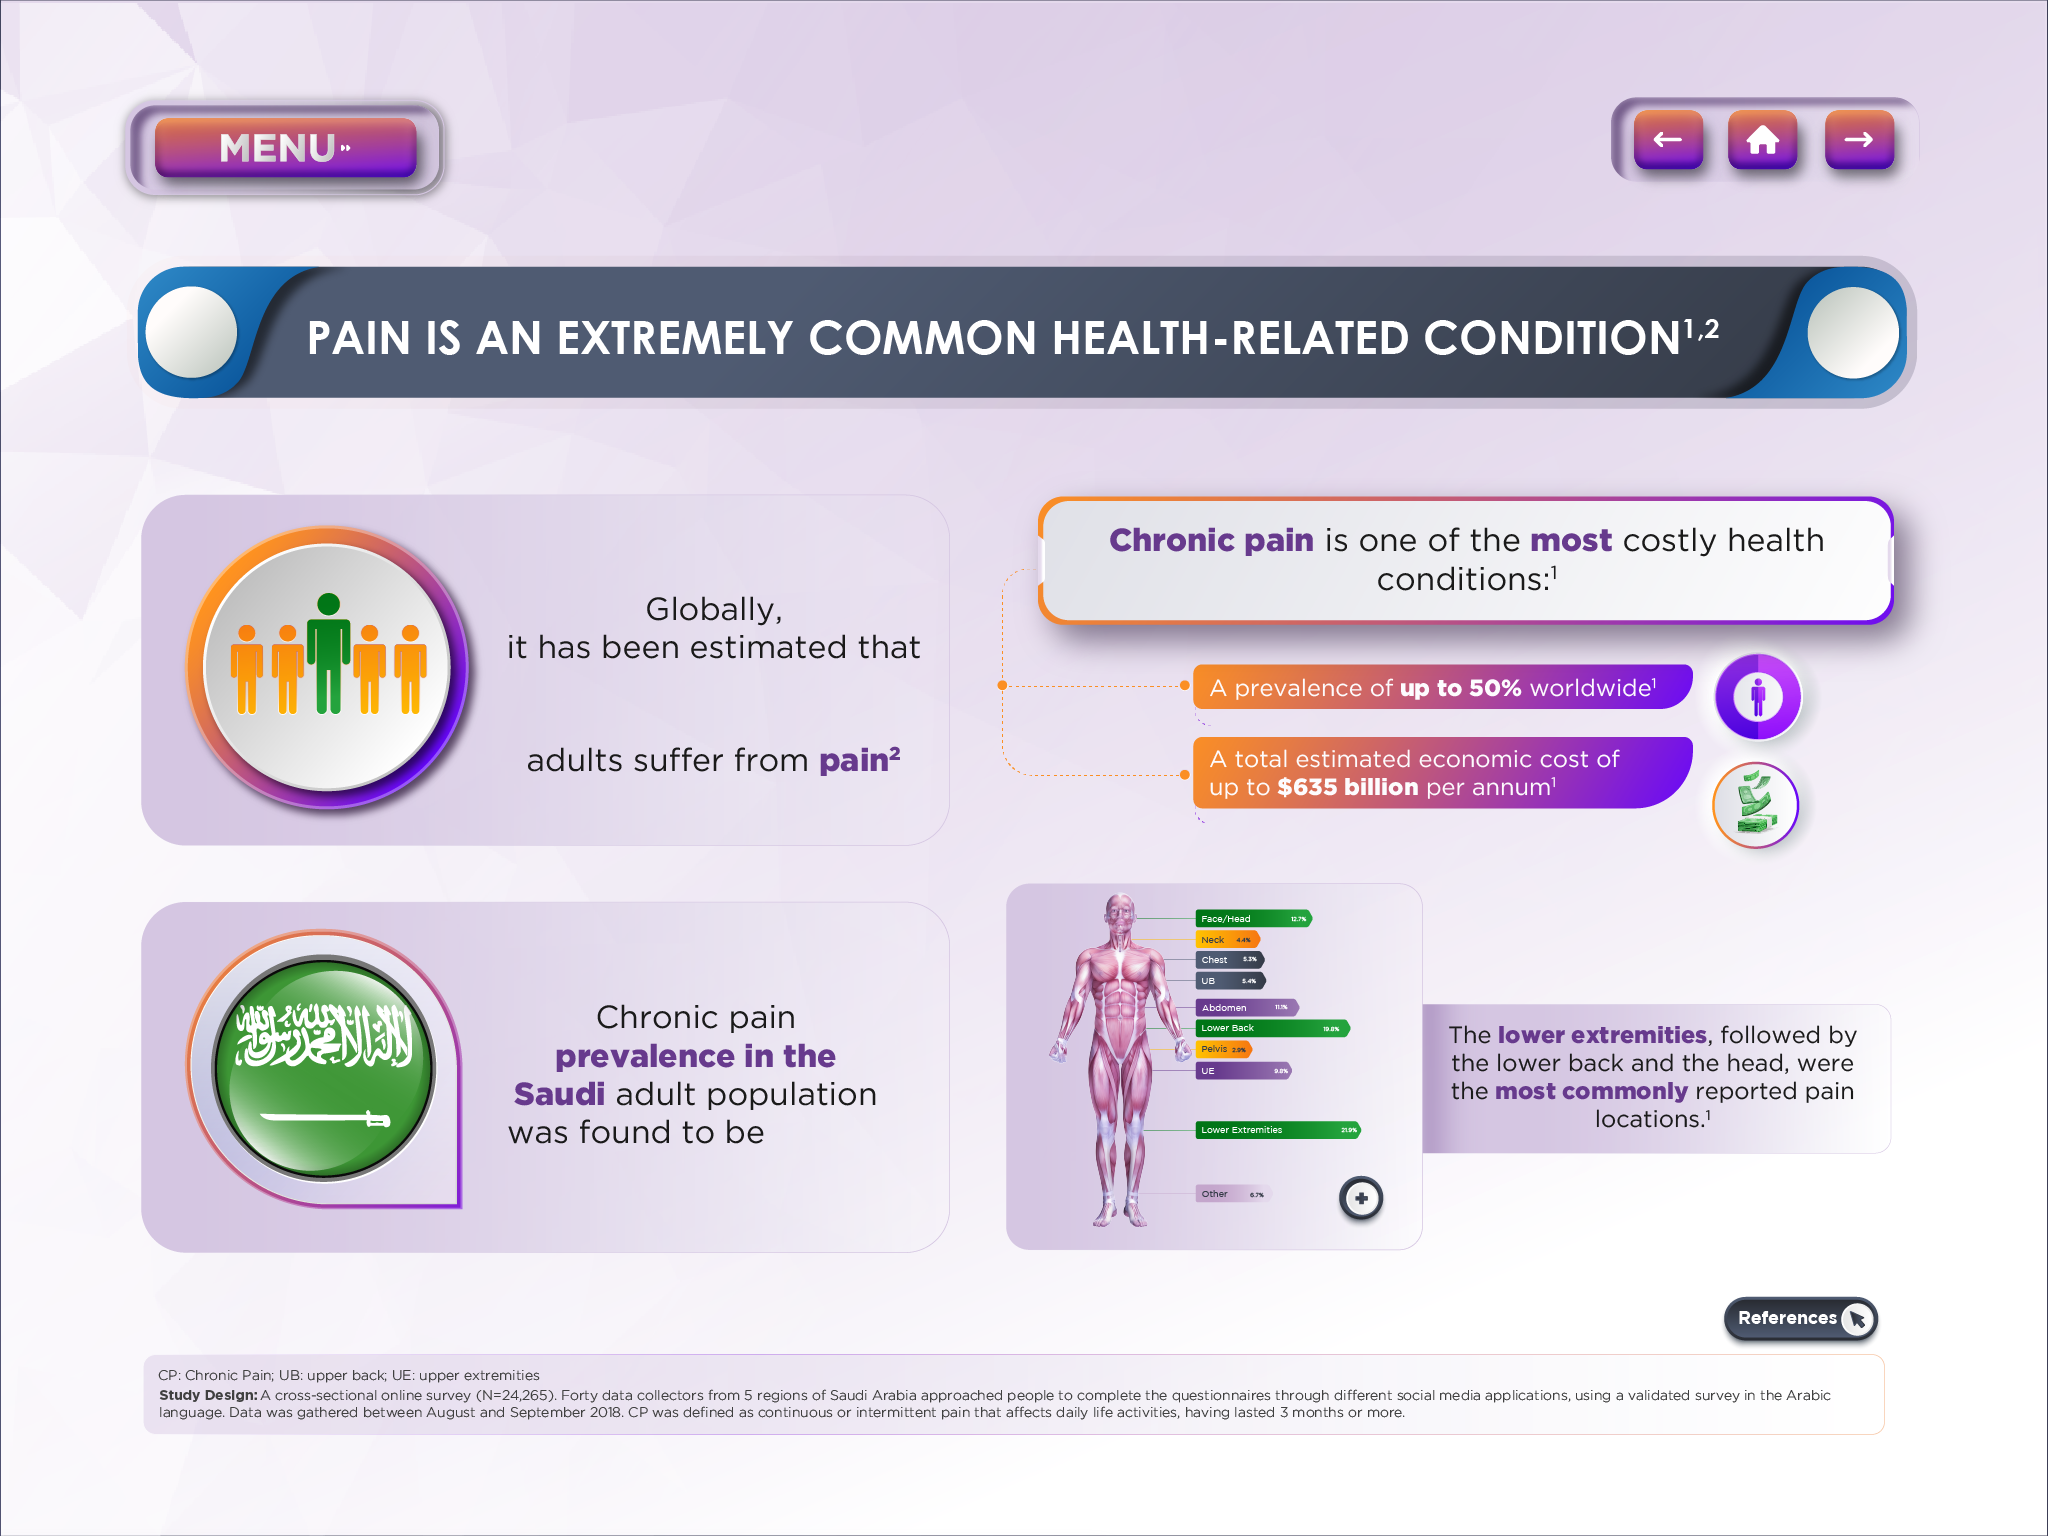 MENU»
PAIN IS AN EXTREMELY COMMON HEALTH-RELATED CONDITION1,2
Globally,
it has been estimated that
adults suffer from pain2
Chronic pain is one of the most costly health
conditions:1
A prevalence of up to 50% worldwide1
A total estimated economic cost of
up to $635 billion per annum1
لا إله إلا الله محمد رسول الله
Chronic pain
prevalence in the
Saudi adult population
was found to be
Face/Head 12.7%
Neck 4.4%
Chest 5.3%
UB 5.4%
Abdomen 11.1%
Lower Back 19.8%
Pelvis 2.9%
UE 9.8%
Lower Extremities 21.9%
Other 6.7%
The lower extremities, followed by
the lower back and the head, were
the most commonly reported pain
locations.1
References
CP: Chronic Pain; UB: upper back; UE: upper extremities
Study Design: A cross-sectional online survey (N=24,265). Forty data collectors from 5 regions of Saudi Arabia approached people to complete the questionnaires through different social media applications, using a validated survey in the Arabic
language. Data was gathered between August and September 2018. CP was defined as continuous or intermittent pain that affects daily life activities, having lasted 3 months or more.